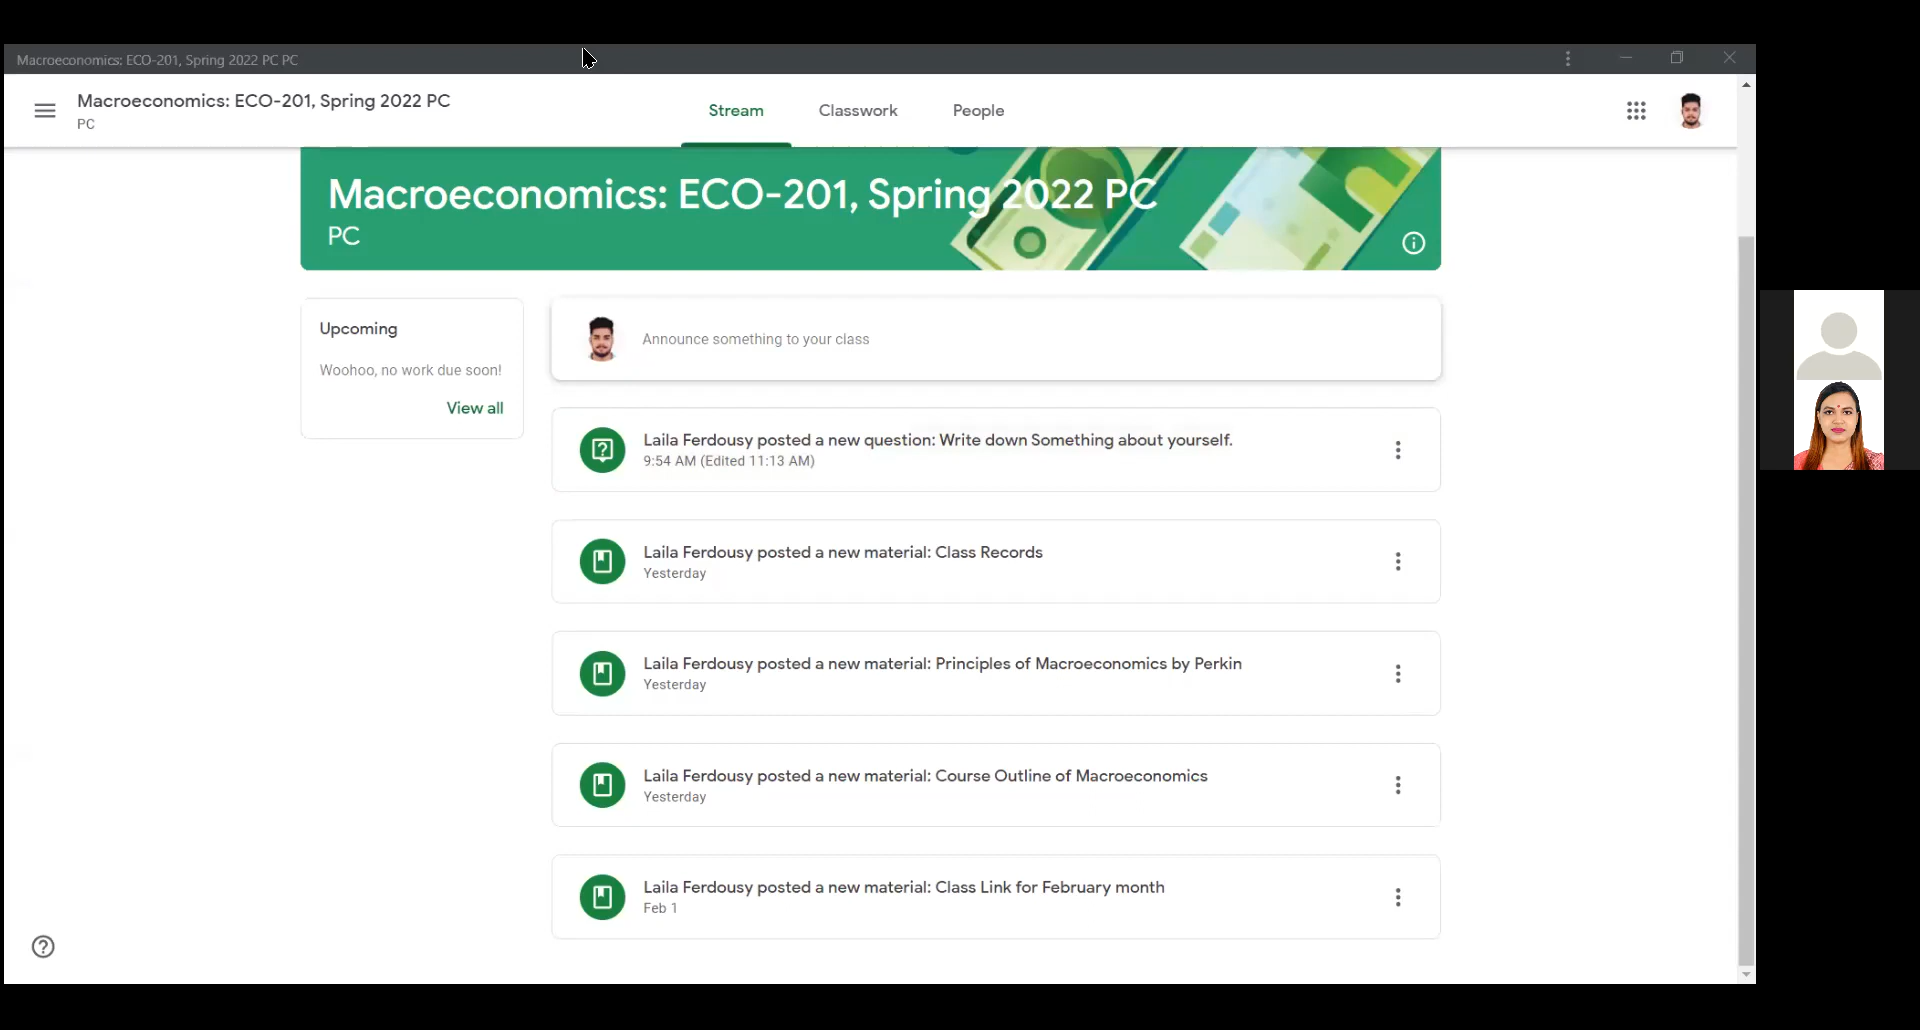 Macroeconomics: ECO-201, Spring 2022 PC PC
Macroeconomics: ECO-201, Spring 2022 PC
PC
Stream
Classwork
People
Macroeconomics: ECO-201, Spring 2022 PC
PC
Upcoming
Woohoo, no work due soon!
View all
Announce something to your class
Laila Ferdousy posted a new question: Write down Something about yourself.
9:54 AM (Edited 11:13 AM)
Laila Ferdousy posted a new material: Class Records
Yesterday
Laila Ferdousy posted a new material: Principles of Macroeconomics by Perkin
Yesterday
Laila Ferdousy posted a new material: Course Outline of Macroeconomics
Yesterday
Laila Ferdousy posted a new material: Class Link for February month
Feb 1